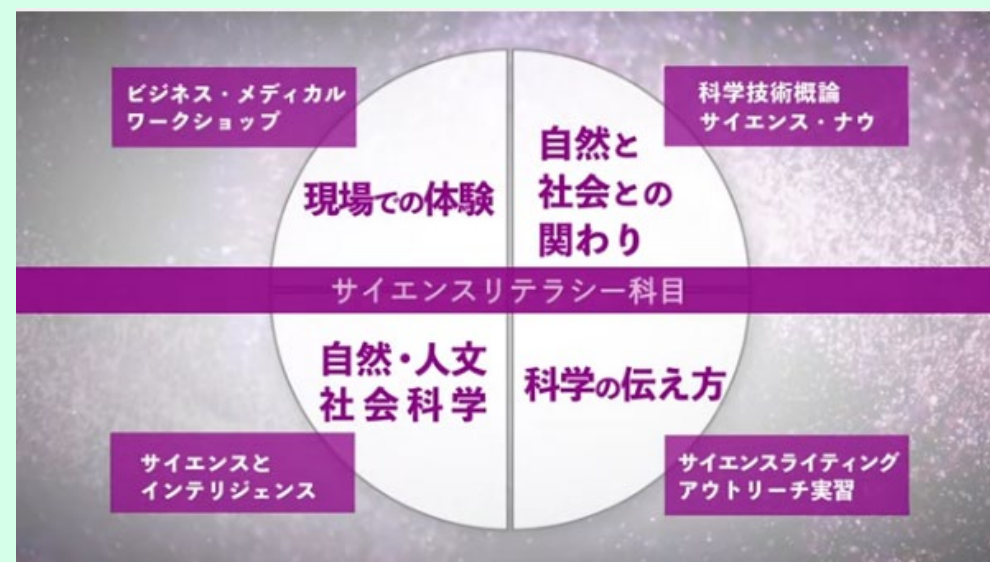 ビジネス・メディカル
ワークショップ
科学技術概論
サイエンス・ナウ
現場での体験
自然と
社会との
関わり
サイエンスリテラシー科目
自然・人文
社会科学
科学の伝え方
サイエンスと
インテリジェンス
サイエンスライティング
アウトリーチ実習